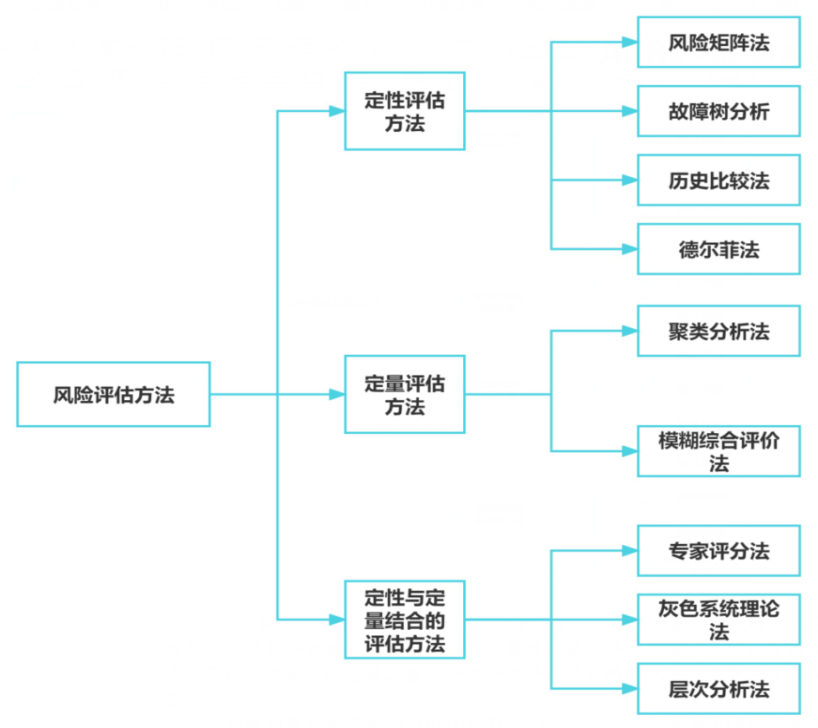 风险评估方法
定性评估
方法
风险矩阵法
故障树分析
历史比较法
德尔菲法
定量评估
方法
聚类分析法
模糊综合评价
法
定性与定
量结合的
评估方法
专家评分法
灰色系统理论
法
层次分析法